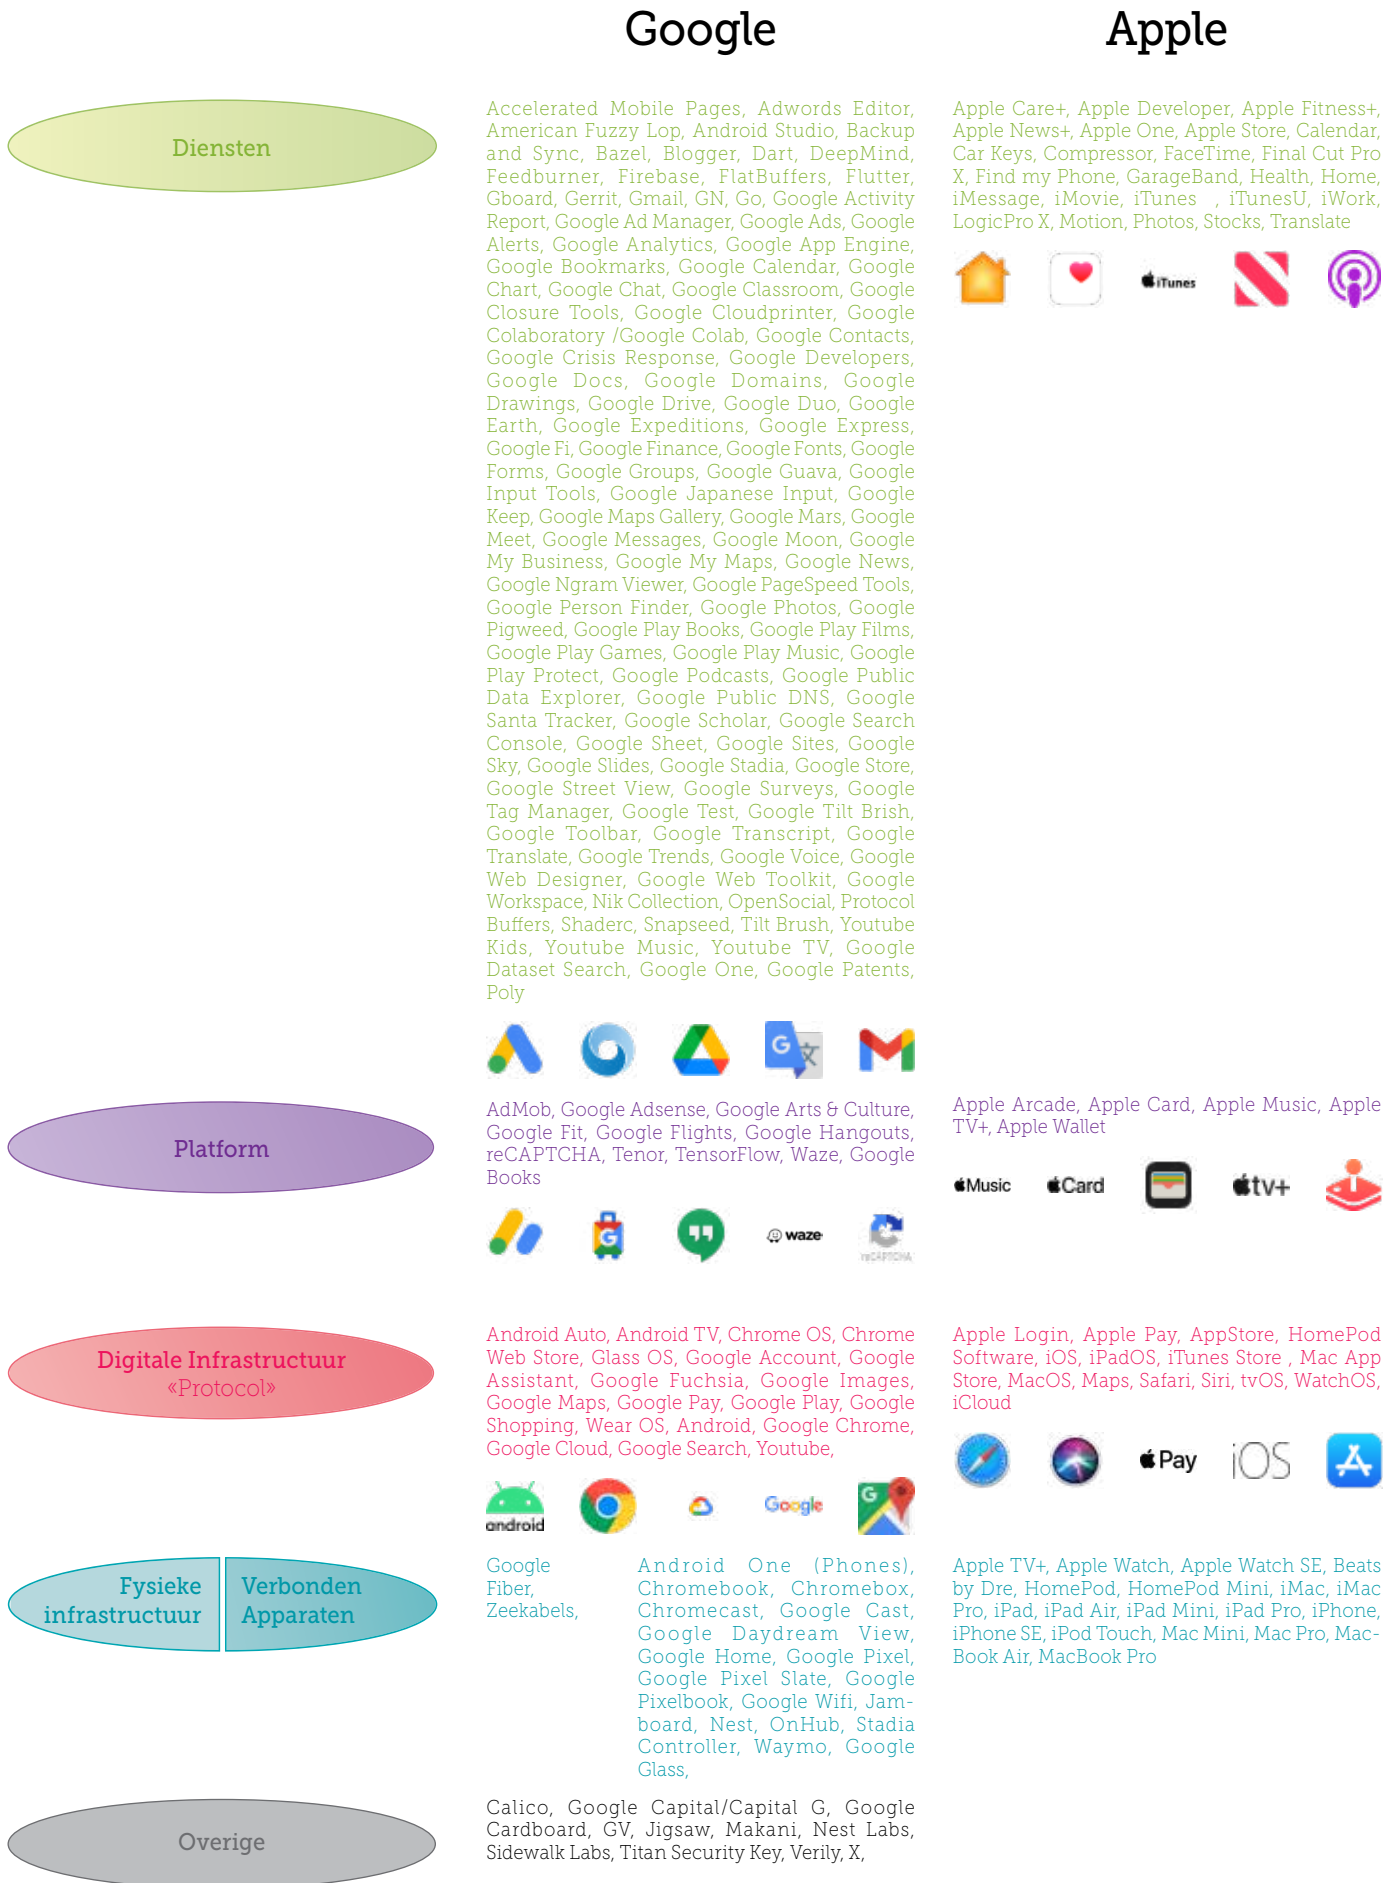 Google
Apple
Diensten
Accelerated Mobile Pages, Adwords Editor,
American Fuzzy Lop, Android Studio, Backup
and Sync, Bazel, Blogger, Dart, DeepMind,
Feedburner, Firebase, FlatBuffers, Flutter,
Gboard, Gerrit, Gmail, GN, Go, Google Activity
Report, Google Ad Manager, Google Ads, Google
Alerts, Google Analytics, Google App Engine,
Google Bookmarks, Google Calendar, Google
Chart, Google Chat, Google Classroom, Google
Closure Tools, Google Cloudprinter, Google
Colaboratory /Google Colab, Google Contacts,
Google Crisis Response, Google Developers,
Google Docs, Google Domains, Google
Drawings, Google Drive, Google Duo, Google
Earth, Google Expeditions, Google Express,
Google Fi, Google Finance, Google Fonts, Google
Forms, Google Groups, Google Guava, Google
Input Tools, Google Japanese Input, Google
Keep, Google Maps Gallery, Google Mars, Google
Meet, Google Messages, Google Moon, Google
My Business, Google My Maps, Google News,
Google Ngram Viewer, Google PageSpeed Tools,
Google Person Finder, Google Photos, Google
Pigweed, Google Play Books, Google Play Films,
Google Play Games, Google Play Music, Google
Play Protect, Google Podcasts, Google Public
Data Explorer, Google Public DNS, Google
Santa Tracker, Google Scholar, Google Search
Console, Google Sheet, Google Sites, Google
Sky, Google Slides, Google Stadia, Google Store,
Google Street View, Google Surveys, Google
Tag Manager, Google Test, Google Tilt Brish,
Google Toolbar, Google Transcript, Google
Translate, Google Trends, Google Voice, Google
Web Designer, Google Web Toolkit, Google
Workspace, Nik Collection, OpenSocial, Protocol
Buffers, Shaderc, Snapseed, Tilt Brush, Youtube
Kids, Youtube Music, Youtube TV, Google
Dataset Search, Google One, Google Patents,
Poly
G 文
Apple Care+, Apple Developer, Apple Fitness+,
Apple News+, Apple One, Apple Store, Calendar,
Car Keys, Compressor, FaceTime, Final Cut Pro
X, Find my Phone, GarageBand, Health, Home,
iMessage, iMovie, iTunes , iTunesU, iWork,
LogicPro X, Motion, Photos, Stocks, Translate
iTunes
Platform
AdMob, Google Adsense, Google Arts & Culture,
Google Fit, Google Flights, Google Hangouts,
reCAPTCHA, Tenor, TensorFlow, Waze, Google
Books
G waze reCAPTCHA
Apple Arcade, Apple Card, Apple Music, Apple
TV+, Apple Wallet
Music Card tv+
Digitale Infrastructuur
«Protocol»
Android Auto, Android TV, Chrome OS, Chrome
Web Store, Glass OS, Google Account, Google
Assistant, Google Fuchsia, Google Images,
Google Maps, Google Pay, Google Play, Google
Shopping, Wear OS, Android, Google Chrome,
Google Cloud, Google Search, Youtube,
android Google G
Apple Login, Apple Pay, AppStore, HomePod
Software, iOS, iPadOS, iTunes Store , Mac App
Store, MacOS, Maps, Safari, Siri, tvOS, WatchOS,
iCloud
Pay iOS
Fysieke
infrastructuur
Verbonden
Apparaten
Google
Fiber,
Zeekabels,
Android One (Phones),
Chromebook, Chromebox,
Chromecast, Google Cast,
Google Daydream View,
Google Home, Google Pixel,
Google Pixel Slate, Google
Pixelbook, Google Wifi, Jam-
board, Nest, OnHub, Stadia
Controller, Waymo, Google
Glass,
Apple TV+, Apple Watch, Apple Watch SE, Beats
by Dre, HomePod, HomePod Mini, iMac, iMac
Pro, iPad, iPad Air, iPad Mini, iPad Pro, iPhone,
iPhone SE, iPod Touch, Mac Mini, Mac Pro, Mac-
Book Air, MacBook Pro
Overige
Calico, Google Capital/Capital G, Google
Cardboard, GV, Jigsaw, Makani, Nest Labs,
Sidewalk Labs, Titan Security Key, Verily, X,